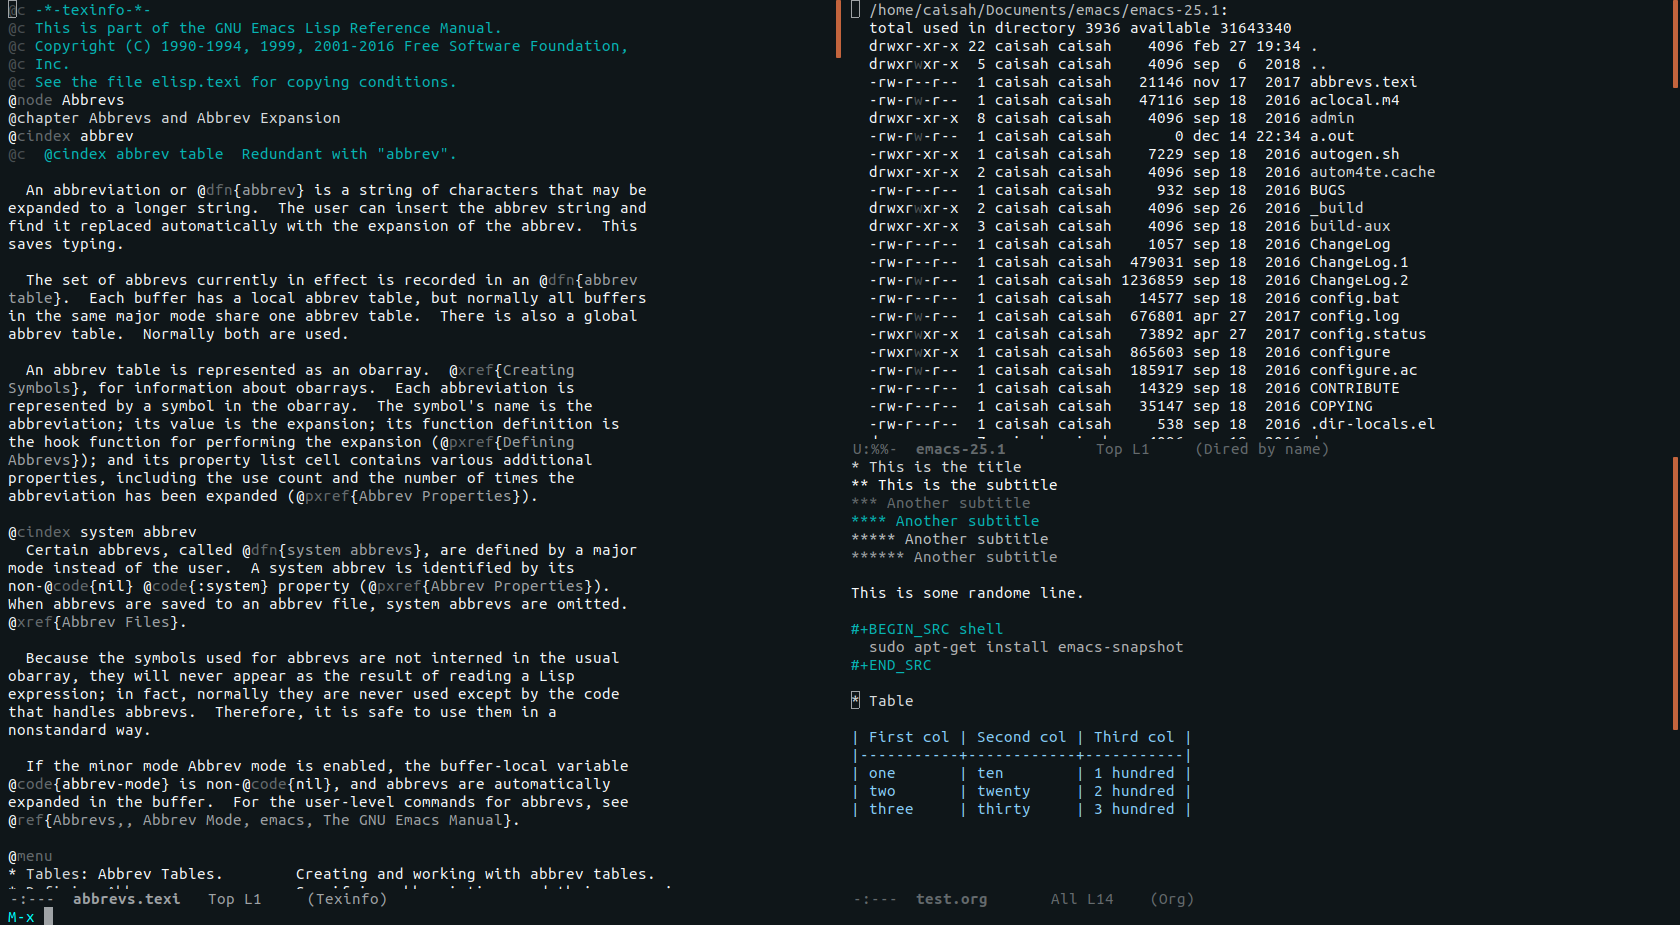 @c -*-texinfo-*-
@c This is part of the GNU Emacs Lisp Reference Manual.
@c Copyright (C) 1990-1994, 1999, 2001-2016 Free Software Foundation,
@c Inc.
@c See the file elisp.texi for copying conditions.
@node Abbrevs
@chapter Abbrevs and Abbrev Expansion
@cindex abbrev
@c  @cindex abbrev table  Redundant with "abbrev".

  An abbreviation or @dfn{abbrev} is a string of characters that may be
expanded to a longer string.  The user can insert the abbrev string and
find it replaced automatically with the expansion of the abbrev.  This
saves typing.

  The set of abbrevs currently in effect is recorded in an @dfn{abbrev
table}.  Each buffer has a local abbrev table, but normally all buffers
in the same major mode share one abbrev table.  There is also a global
abbrev table.  Normally both are used.

  An abbrev table is represented as an obarray.  @xref{Creating
Symbols}, for information about obarrays.  Each abbreviation is
represented by a symbol in the obarray.  The symbol's name is the
abbreviation; its value is the expansion; its function definition is
the hook function for performing the expansion (@pxref{Defining
Abbrevs}); and its property list cell contains various additional
properties, including the use count and the number of times the
abbreviation has been expanded (@pxref{Abbrev Properties}).

@cindex system abbrev
  Certain abbrevs, called @dfn{system abbrevs}, are defined by a major
mode instead of the user.  A system abbrev is identified by its
non-@code{nil} @code{:system} property (@pxref{Abbrev Properties}).
When abbrevs are saved to an abbrev file, system abbrevs are omitted.
@xref{Abbrev Files}.

  Because the symbols used for abbrevs are not interned in the usual
obarray, they will never appear as the result of reading a Lisp
expression; in fact, normally they are never used except by the code
that handles abbrevs.  Therefore, it is safe to use them in a
nonstandard way.

  If the minor mode Abbrev mode is enabled, the buffer-local variable
@code{abbrev-mode} is non-@code{nil}, and abbrevs are automatically
expanded in the buffer.  For the user-level commands for abbrevs, see
@ref{Abbrevs,, Abbrev Mode, emacs, The GNU Emacs Manual}.

@menu
* Tables: Abbrev Tables.        Creating and working with abbrev tables.
-:---  abbrevs.texi   Top L1     (Texinfo)
M-x
/home/caisah/Documents/emacs/emacs-25.1:
total used in directory 3936 available 31643340
drwxr-xr-x 22 caisah caisah    4096 feb 27 19:34 .
drwxrwxr-x  5 caisah caisah    4096 sep  6  2018 ..
-rw-r--r--  1 caisah caisah   21146 nov 17  2017 abbrevs.texi
-rw-rw-r--  1 caisah caisah   47116 sep 18  2016 aclocal.m4
drwxr-xr-x  8 caisah caisah    4096 sep 18  2016 admin
-rw-rw-r--  1 caisah caisah       0 dec 14 22:34 a.out
-rwxr-xr-x  1 caisah caisah    7229 sep 18  2016 autogen.sh
drwxr-xr-x  2 caisah caisah    4096 sep 18  2016 autom4te.cache
-rw-r--r--  1 caisah caisah     932 sep 18  2016 BUGS
drwxrwxr-x  2 caisah caisah    4096 sep 26  2016 _build
drwxr-xr-x  3 caisah caisah    4096 sep 18  2016 build-aux
-rw-r--r--  1 caisah caisah    1057 sep 18  2016 ChangeLog
-rw-r--r--  1 caisah caisah  479031 sep 18  2016 ChangeLog.1
-rw-rw-r--  1 caisah caisah 1236859 sep 18  2016 ChangeLog.2
-rw-r--r--  1 caisah caisah   14577 sep 18  2016 config.bat
-rw-rw-r--  1 caisah caisah  676801 apr 27  2017 config.log
-rwxrwxr-x  1 caisah caisah   73892 apr 27  2017 config.status
-rwxrwxr-x  1 caisah caisah  865603 sep 18  2016 configure
-rw-rw-r--  1 caisah caisah  185917 sep 18  2016 configure.ac
-rw-r--r--  1 caisah caisah   14329 sep 18  2016 CONTRIBUTE
-rw-r--r--  1 caisah caisah   35147 sep 18  2016 COPYING
-rw-r--r--  1 caisah caisah     538 sep 18  2016 .dir-locals.el
U:%%-  emacs-25.1          Top L1     (Dired by name)
* This is the title
** This is the subtitle
*** Another subtitle
**** Another subtitle
***** Another subtitle
****** Another subtitle

This is some randome line.

#+BEGIN_SRC shell
  sudo apt-get install emacs-snapshot
#+END_SRC

* Table

| First col | Second col | Third col |
|-----------+------------+-----------|
| one       | ten        | 1 hundred |
| two       | twenty     | 2 hundred |
| three     | thirty     | 3 hundred |
-:---  test.org       All L14    (Org)